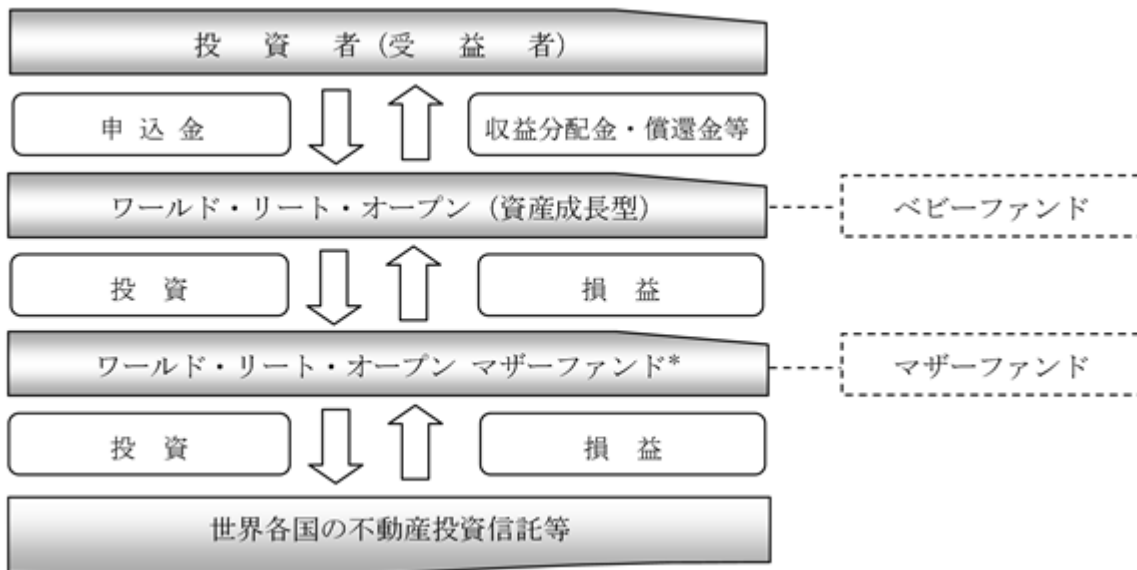 投資者(受益者)
申込金
収益分配金・償還金等
ワールド・リート・オープン(資産成長型)
ベビーファンド
投資
損益
ワールド・リート・オープン マザーファンド*
マザーファンド
投資
損益
世界各国の不動産投資信託等